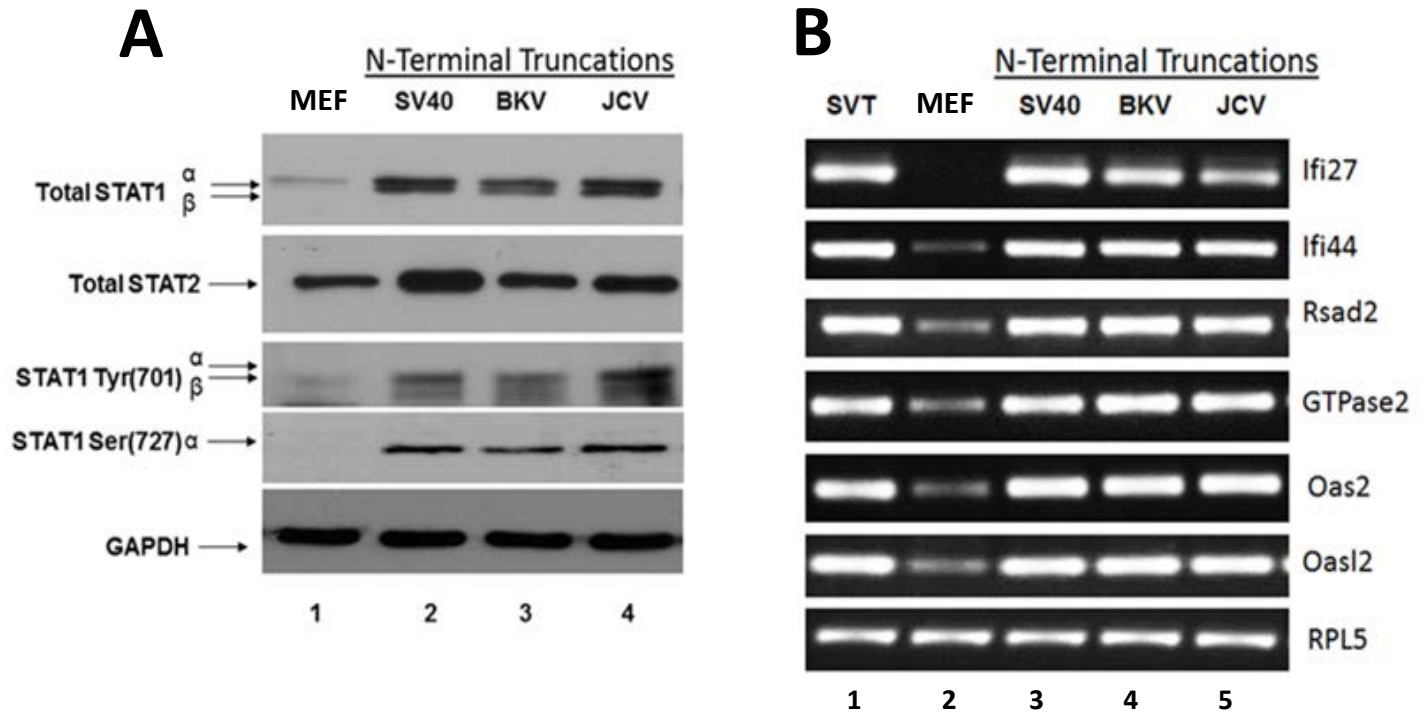 A
N-Terminal Truncations
MEF SV40 BKV JCV
Total STAT1 α
β
Total STAT2
STAT1 Tyr(701) α
β
STAT1 Ser(727) α
GAPDH
1 2 3 4
B
N-Terminal Truncations
SVT MEF SV40 BKV JCV
Ifi27
Ifi44
Rsad2
GTPase2
Oas2
Oasl2
RPL5
1 2 3 4 5